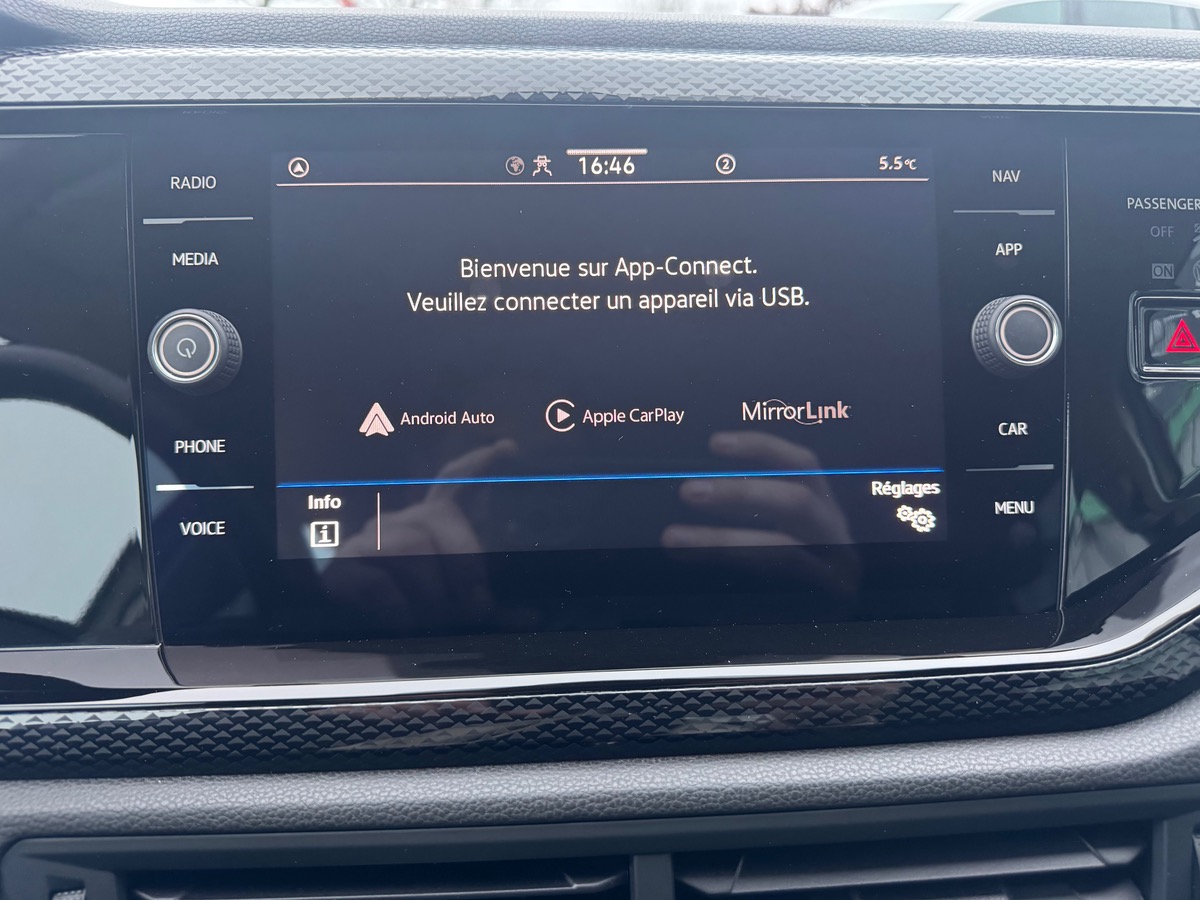 RADIO
MEDIA
PHONE
VOICE
16:46
2
5.5°C
Bienvenue sur App-Connect.
Veuillez connecter un appareil via USB.
Android Auto
Apple CarPlay
MirrorLink
Info
i
Réglages
NAV
APP
CAR
MENU
PASSENGER
OFF
ON